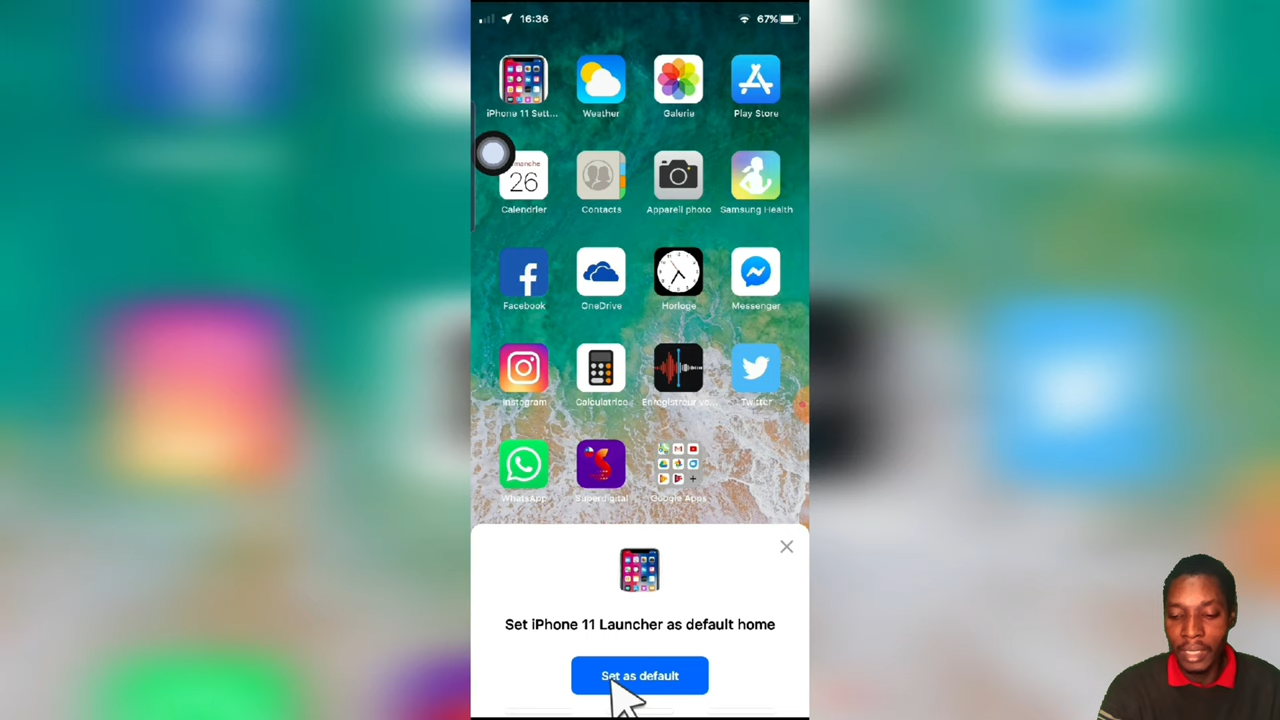 16:36
67%
iPhone 11 Sett...
Weather
Galerie
Play Store
manche
26
Calendrier
Contacts
Appareil photo
Samsung Health
Facebook
OneDrive
Horloge
Messenger
Instagram
Calculatrice
Enregistreur vo...
Twitter
WhatsApp
Superdigital
Google Apps
Set iPhone 11 Launcher as default home
Set as default